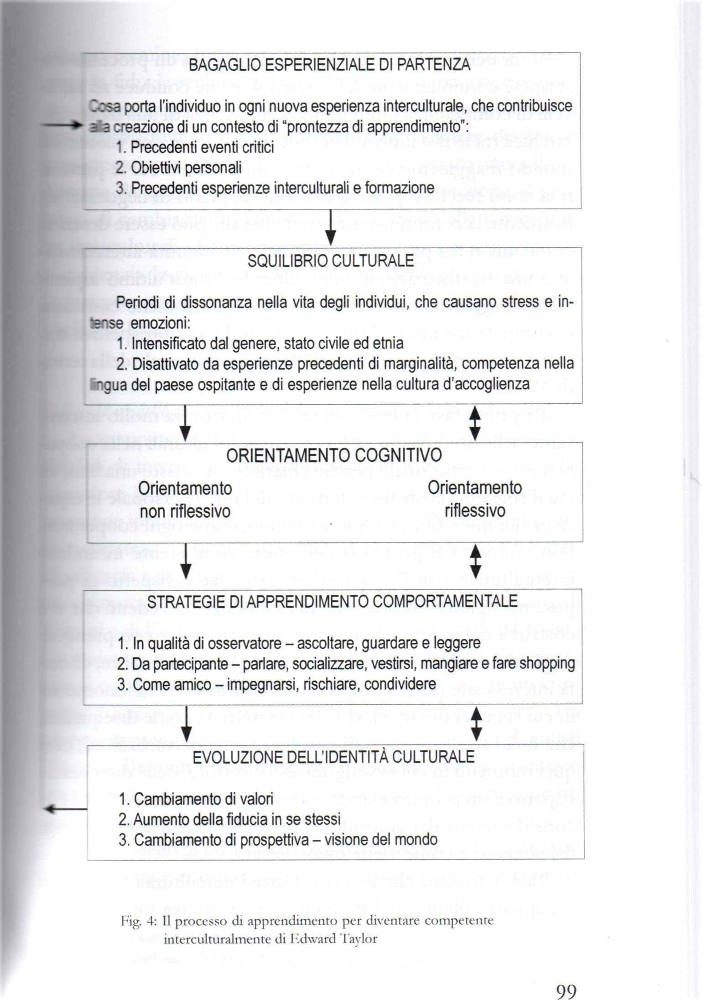 BAGAGLIO ESPERIENZIALE DI PARTENZA
Cosa porta l'individuo in ogni nuova esperienza interculturale, che contribuisce
alla creazione di un contesto di “prontezza di apprendimento”:
1. Precedenti eventi critici
2. Obiettivi personali
3. Precedenti esperienze interculturali e formazione
SQUILIBRIO CULTURALE
Periodi di dissonanza nella vita degli individui, che causano stress e in-
tense emozioni:
1. Intensificato dal genere, stato civile ed etnia
2. Disattivato da esperienze precedenti di marginalità, competenza nella
lingua del paese ospitante e di esperienze nella cultura d'accoglienza
ORIENTAMENTO COGNITIVO
Orientamento
non riflessivo
Orientamento
riflessivo
STRATEGIE DI APPRENDIMENTO COMPORTAMENTALE
1. In qualità di osservatore – ascoltare, guardare e leggere
2. Da partecipante – parlare, socializzare, vestirsi, mangiare e fare shopping
3. Come amico – impegnarsi, rischiare, condividere
EVOLUZIONE DELL'IDENTITÀ CULTURALE
1. Cambiamento di valori
2. Aumento della fiducia in se stessi
3. Cambiamento di prospettiva – visione del mondo
Fig. 4: Il processo di apprendimento per diventare competente
interculturalmente di Edward Taylor
99